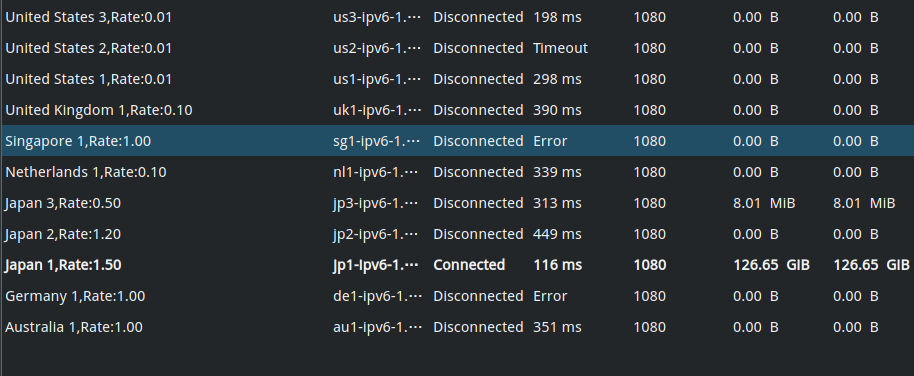 United States 3,Rate:0.01 us3-ipv6-1.··· Disconnected 198 ms 1080 0.00 B 0.00 B
United States 2,Rate:0.01 us2-ipv6-1.··· Disconnected Timeout 1080 0.00 B 0.00 B
United States 1,Rate:0.01 us1-ipv6-1.··· Disconnected 298 ms 1080 0.00 B 0.00 B
United Kingdom 1,Rate:0.10 uk1-ipv6-1.··· Disconnected 390 ms 1080 0.00 B 0.00 B
Singapore 1,Rate:1.00 sg1-ipv6-1.··· Disconnected Error 1080 0.00 B 0.00 B
Netherlands 1,Rate:0.10 nl1-ipv6-1.··· Disconnected 339 ms 1080 0.00 B 0.00 B
Japan 3,Rate:0.50 jp3-ipv6-1.··· Disconnected 313 ms 1080 8.01 MiB 8.01 MiB
Japan 2,Rate:1.20 jp2-ipv6-1.··· Disconnected 449 ms 1080 0.00 B 0.00 B
Japan 1,Rate:1.50 jp1-ipv6-1.··· Connected 116 ms 1080 126.65 GiB 126.65 GiB
Germany 1,Rate:1.00 de1-ipv6-1.··· Disconnected Error 1080 0.00 B 0.00 B
Australia 1,Rate:1.00 au1-ipv6-1.··· Disconnected 351 ms 1080 0.00 B 0.00 B